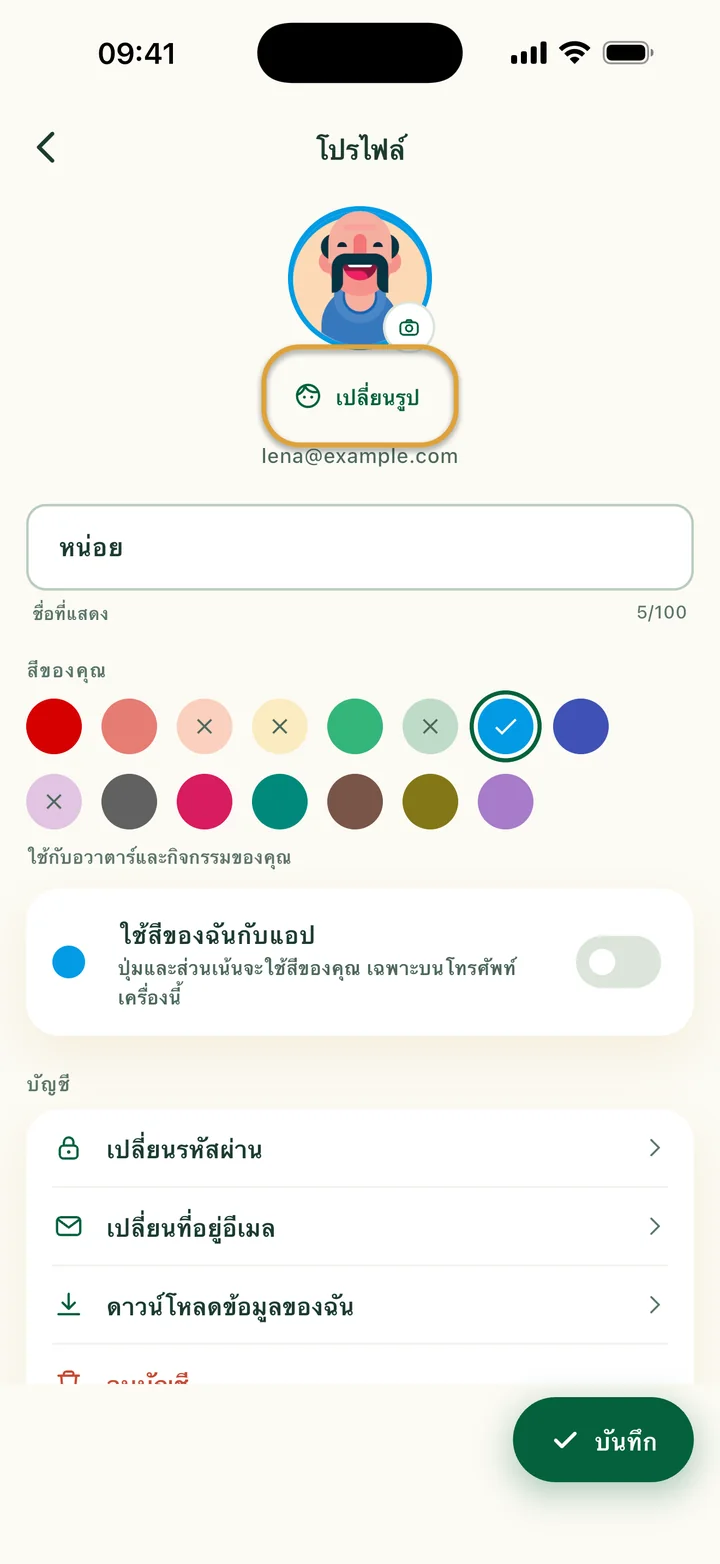 09:41
โปรไฟล์
เปลี่ยนรูป
lena@example.com
หน่อย
ชื่อที่แสดง
5/100
สีของคุณ
ใช้กับอวาตาร์และกิจกรรมของคุณ
ใช้สีของฉันกับแอป
ปุ่มและส่วนเน้นจะใช้สีของคุณ เฉพาะบนโทรศัพท์
เครื่องนี้
บัญชี
เปลี่ยนรหัสผ่าน
เปลี่ยนที่อยู่อีเมล
ดาวน์โหลดข้อมูลของฉัน
บันทึก